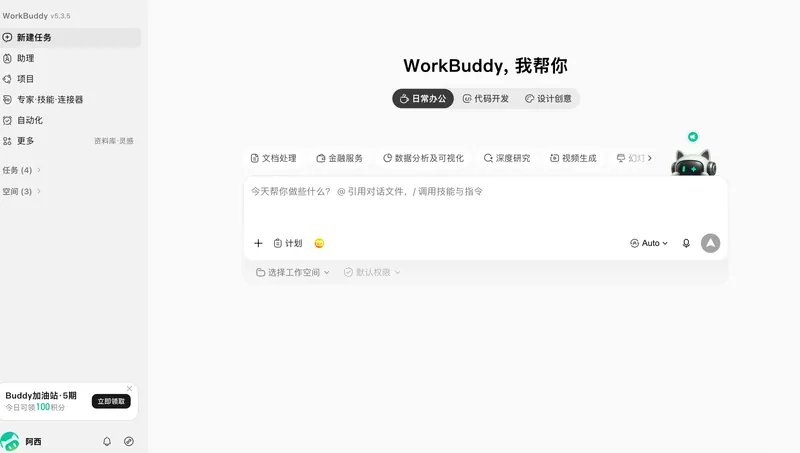 WorkBuddy v5.3.5
新建任务
助理
项目
专家·技能·连接器
自动化
更多 资料库·灵感
任务 (4)
空间 (3)
Buddy加油站·5期
今日可领100积分
立即领取
阿西
WorkBuddy, 我帮你
日常办公 代码开发 设计创意
文档处理 金融服务 数据分析及可视化 深度研究 视频生成 幻灯
今天帮你做些什么? @ 引用对话文件, / 调用技能与指令
计划 Auto
选择工作空间 默认权限